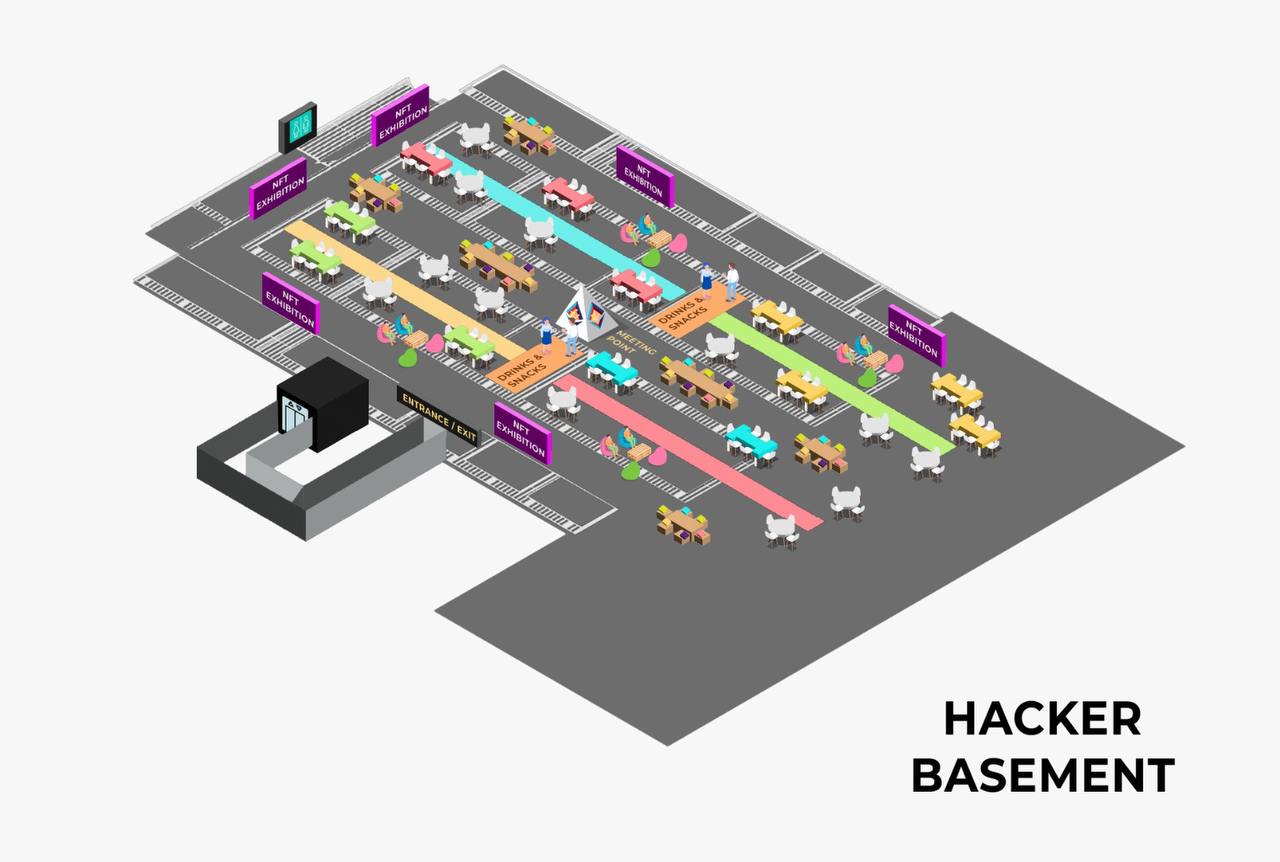 NFT
EXHIBITION
NFT
EXHIBITION
NFT
EXHIBITION
NFT
EXHIBITION
DRINKS &
SNACKS
NFT
EXHIBITION
MEETING
POINT
DRINKS &
SNACKS
ENTRANCE / EXIT
NFT
EXHIBITION
HACKER
BASEMENT